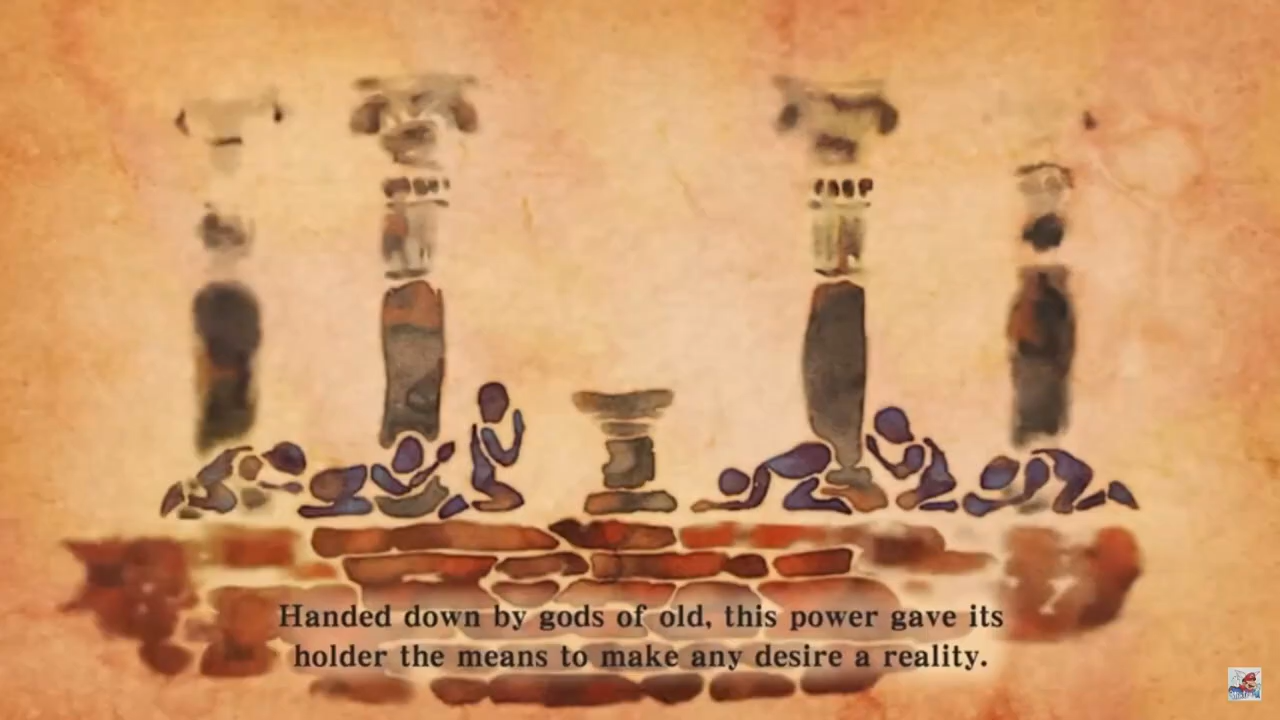 Handed down by gods of old, this power gave its
holder the means to make any desire a reality.